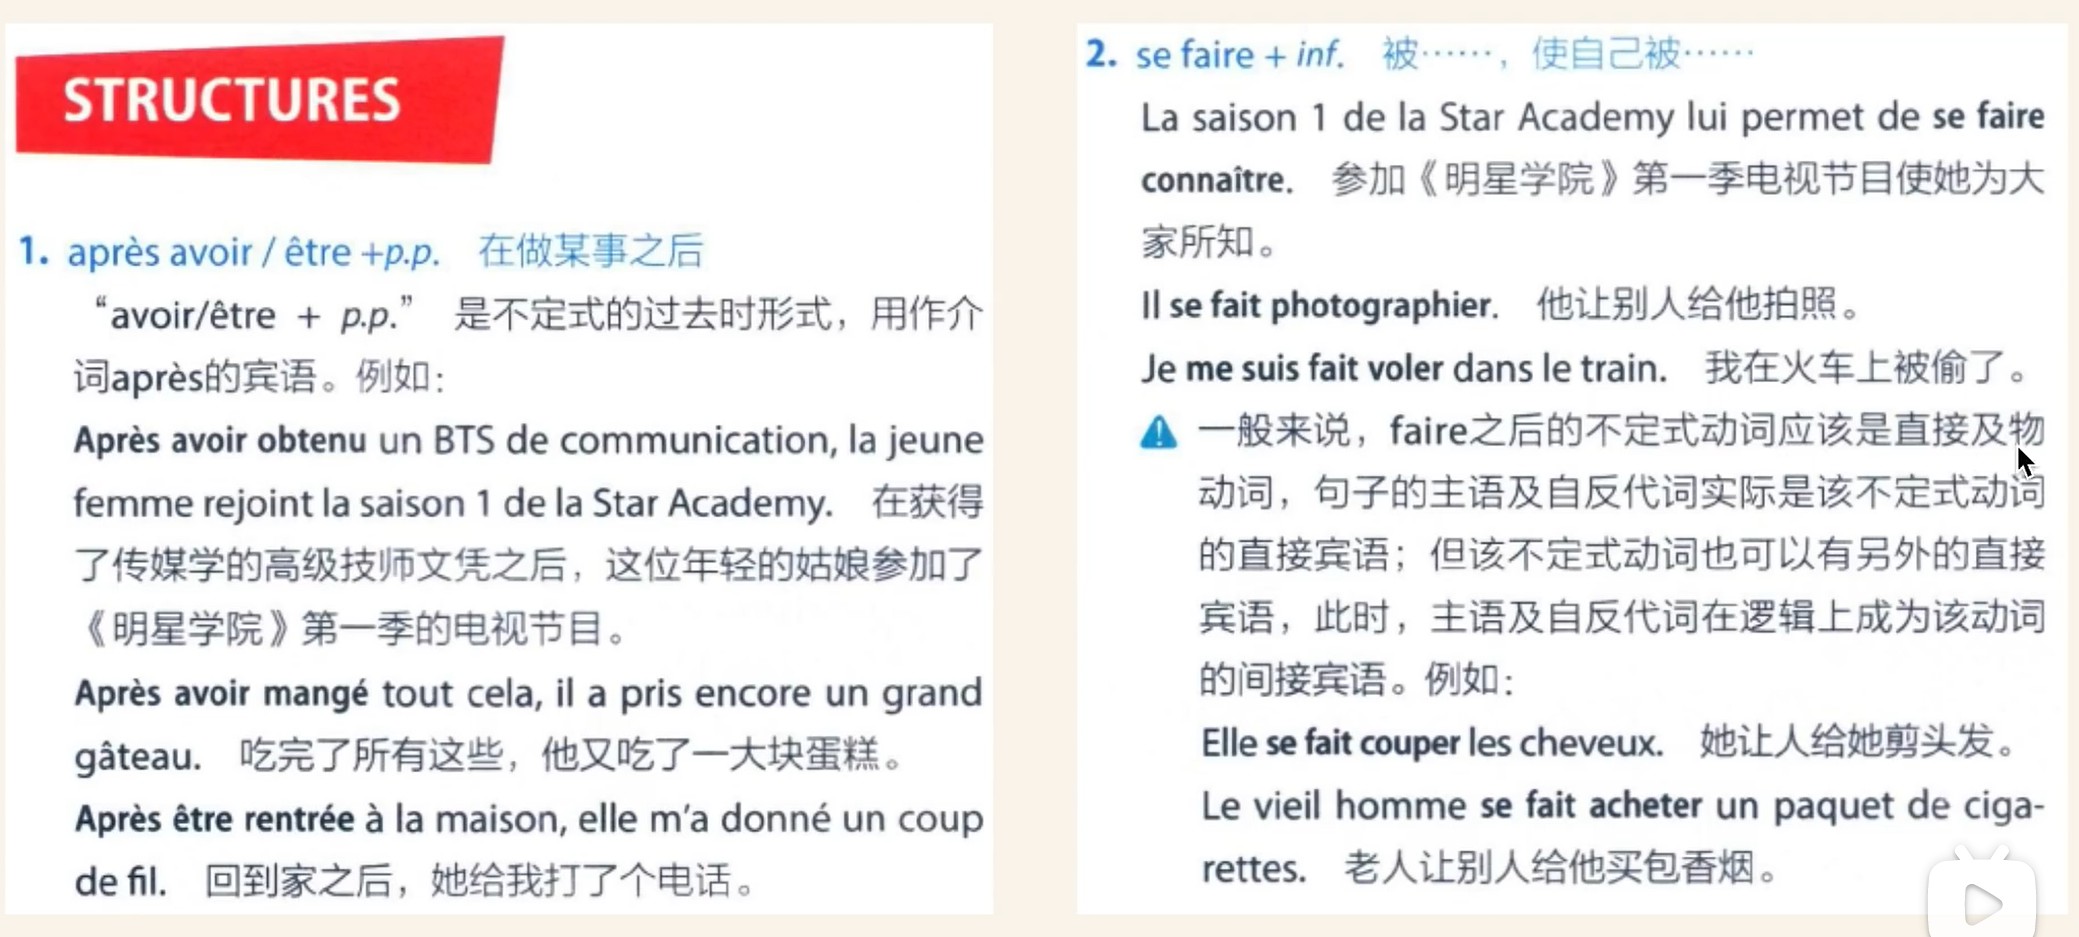 STRUCTURES
1. après avoir / être +p.p. 在做某事之后
“avoir/être + p.p.” 是不定式的过去时形式，用作介
词après的宾语。例如：
Après avoir obtenu un BTS de communication, la jeune
femme rejoint la saison 1 de la Star Academy. 在获得
了传媒学的高级技师文凭之后，这位年轻的姑娘参加了
《明星学院》第一季的电视节目。
Après avoir mangé tout cela, il a pris encore un grand
gâteau. 吃完了所有这些，他又吃了一大块蛋糕。
Après être rentrée à la maison, elle m’a donné un coup
de fil. 回到家之后，她给我打了个电话。
2. se faire + inf. 被……，使自己被……
La saison 1 de la Star Academy lui permet de se faire
connaître. 参加《明星学院》第一季电视节目使她为大
家所知。
Il se fait photographier. 他让别人给他拍照。
Je me suis fait voler dans le train. 我在火车上被偷了。
一般来说，faire之后的不定式动词应该是直接及物
动词，句子的主语及自反代词实际是该不定式动词
的直接宾语；但该不定式动词也可以有另外的直接
宾语，此时，主语及自反代词在逻辑上成为该动词
的间接宾语。例如：
Elle se fait couper les cheveux. 她让人给她剪头发。
Le vieil homme se fait acheter un paquet de ciga-
rettes. 老人让别人给他买包香烟。